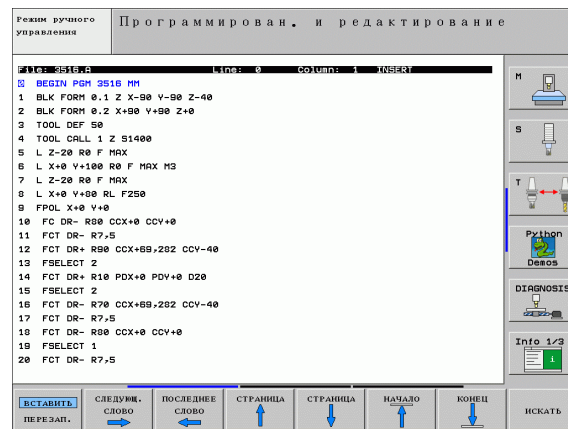 Режим ручного
управления
Программирован. и редактирование
File: 3516.A Line: 0 Column: 1 INSERT
0 BEGIN PGM 3516 MM
1 BLK FORM 0.1 Z X-90 Y-90 Z-40
2 BLK FORM 0.2 X+90 Y+90 Z+0
3 TOOL DEF 50
4 TOOL CALL 1 Z S1400
5 L Z-20 R0 F MAX
6 L X+0 Y+100 R0 F MAX M3
7 L Z-20 R0 F MAX
8 L X+0 Y+80 RL F250
9 FPOL X+0 Y+0
10 FC DR- R80 CCX+0 CCY+0
11 FCT DR- R7,5
12 FCT DR+ R90 CCX+69,282 CCY-40
13 FSELECT 2
14 FCT DR+ R10 PDX+0 PDY+0 D20
15 FSELECT 2
16 FCT DR- R70 CCX+69,282 CCY-40
17 FCT DR- R7,5
18 FCT DR- R80 CCX+0 CCY+0
19 FSELECT 1
20 FCT DR- R7,5
M
S
T
Python
Demos
DIAGNOSIS
Info 1/3
i
ВСТАВИТЬ
ПЕРЕЗАП.
СЛЕДУЮЩ.
СЛОВО
ПОСЛЕДНЕЕ
СЛОВО
СТРАНИЦА
СТРАНИЦА
НАЧАЛО
КОНЕЦ
ИСКАТЬ